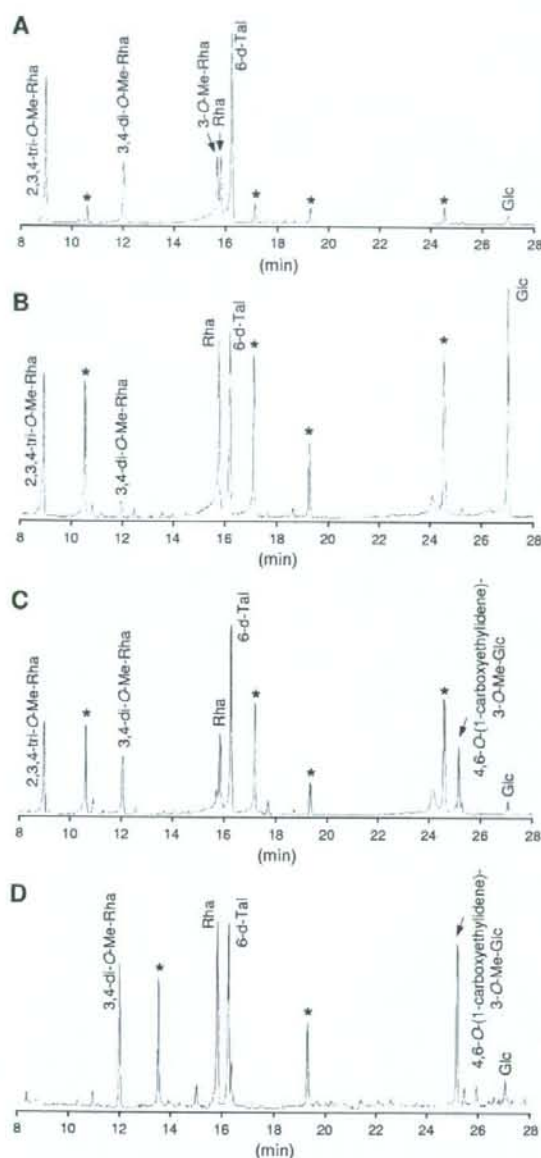 A
2,3,4-tri-O-Me-Rha
*
3,4-di-O-Me-Rha
3-O-Me-Rha
Rha
6-d-Tal
*
*
*
Glc
8 10 12 14 16 18 20 22 24 26 28
(min)
B
2,3,4-tri-O-Me-Rha
*
3,4-di-O-Me-Rha
Rha
6-d-Tal
*
*
*
Glc
8 10 12 14 16 18 20 22 24 26 28
(min)
C
2,3,4-tri-O-Me-Rha
*
3,4-di-O-Me-Rha
Rha
6-d-Tal
*
*
*
4,6-O-(1-carboxyethylidene)-
3-O-Me-Glc
Glc
8 10 12 14 16 18 20 22 24 26 28
(min)
D
3,4-di-O-Me-Rha
*
Rha
6-d-Tal
*
4,6-O-(1-carboxyethylidene)-
3-O-Me-Glc
Glc
8 10 12 14 16 18 20 22 24 26 28
(min)